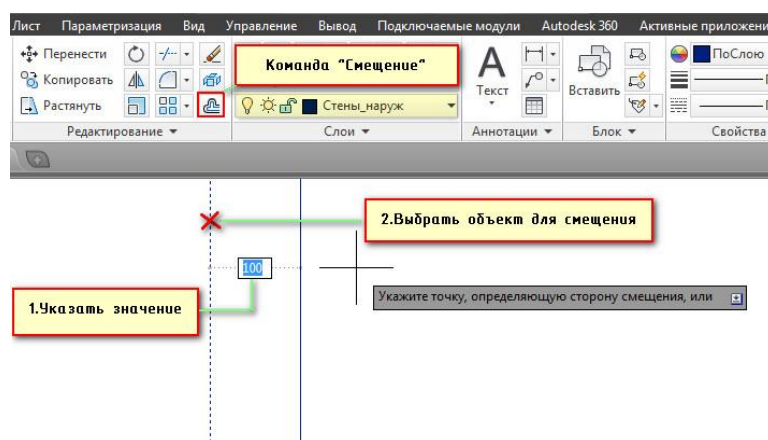 Лист Параметризация Вид Управление Вывод Подключаемые модули Autodesk 360 Активные приложени
Перенести
Копировать
Растянуть
Команда "Смещение"
Стены_наруж
Текст
Вставить
ПоСлою
Редактирование Слои Аннотации Блок Свойства
2.Выбрать объект для смещения
100
Укажите точку, определяющую сторону смещения, или
1.Указать значение